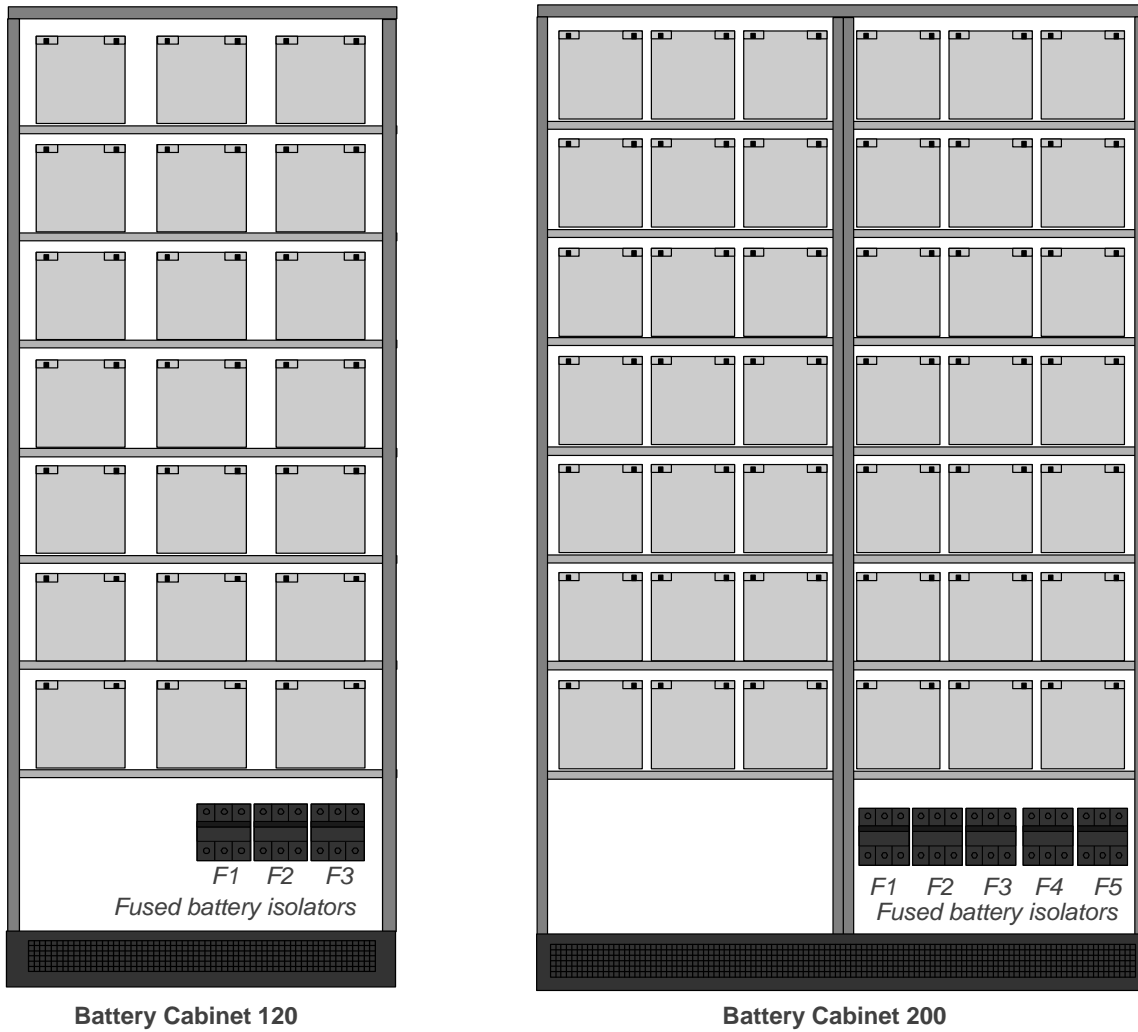 F1 F2 F3
Fused battery isolators
Battery Cabinet 120
F1 F2 F3 F4 F5
Fused battery isolators
Battery Cabinet 200